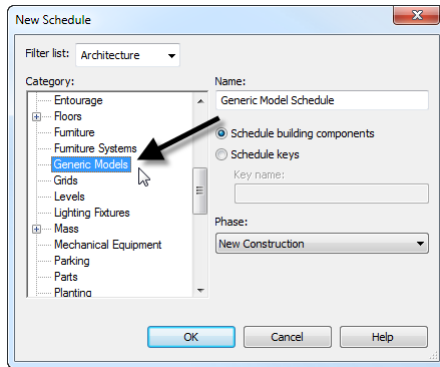 New Schedule
Filter list: Architecture
Category:
Entourage
Floors
Furniture
Furniture Systems
Generic Models
Grids
Levels
Lighting Fixtures
Mass
Mechanical Equipment
Parking
Parts
Planting
Name:
Generic Model Schedule
Schedule building components
Schedule keys
Key name:
Phase:
New Construction
OK Cancel Help